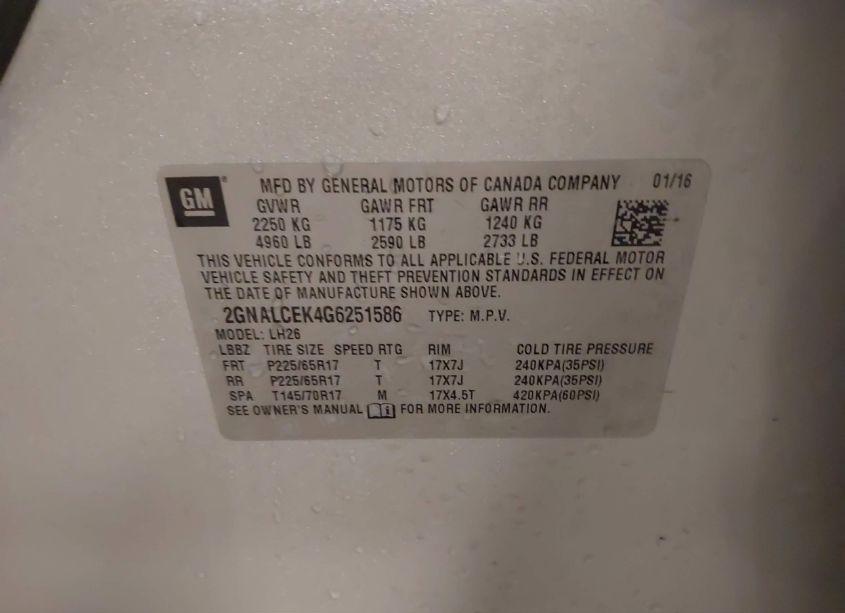 GM MFD BY GENERAL MOTORS OF CANADA COMPANY 01/16
GVWR GAWR FRT GAWR RR
2250 KG 1175 KG 1240 KG
4960 LB 2590 LB 2733 LB
THIS VEHICLE CONFORMS TO ALL APPLICABLE U.S. FEDERAL MOTOR
VEHICLE SAFETY AND THEFT PREVENTION STANDARDS IN EFFECT ON
THE DATE OF MANUFACTURE SHOWN ABOVE.
2GNALCEK4G6251586 TYPE: M.P.V.
MODEL: LH26
LBBZ TIRE SIZE SPEED RTG RIM COLD TIRE PRESSURE
FRT P225/65R17 T 17X7J 240KPA(35PSI)
RR P225/65R17 T 17X7J 240KPA(35PSI)
SPA T145/70R17 M 17X4.5T 420KPA(60PSI)
SEE OWNER'S MANUAL FOR MORE INFORMATION.